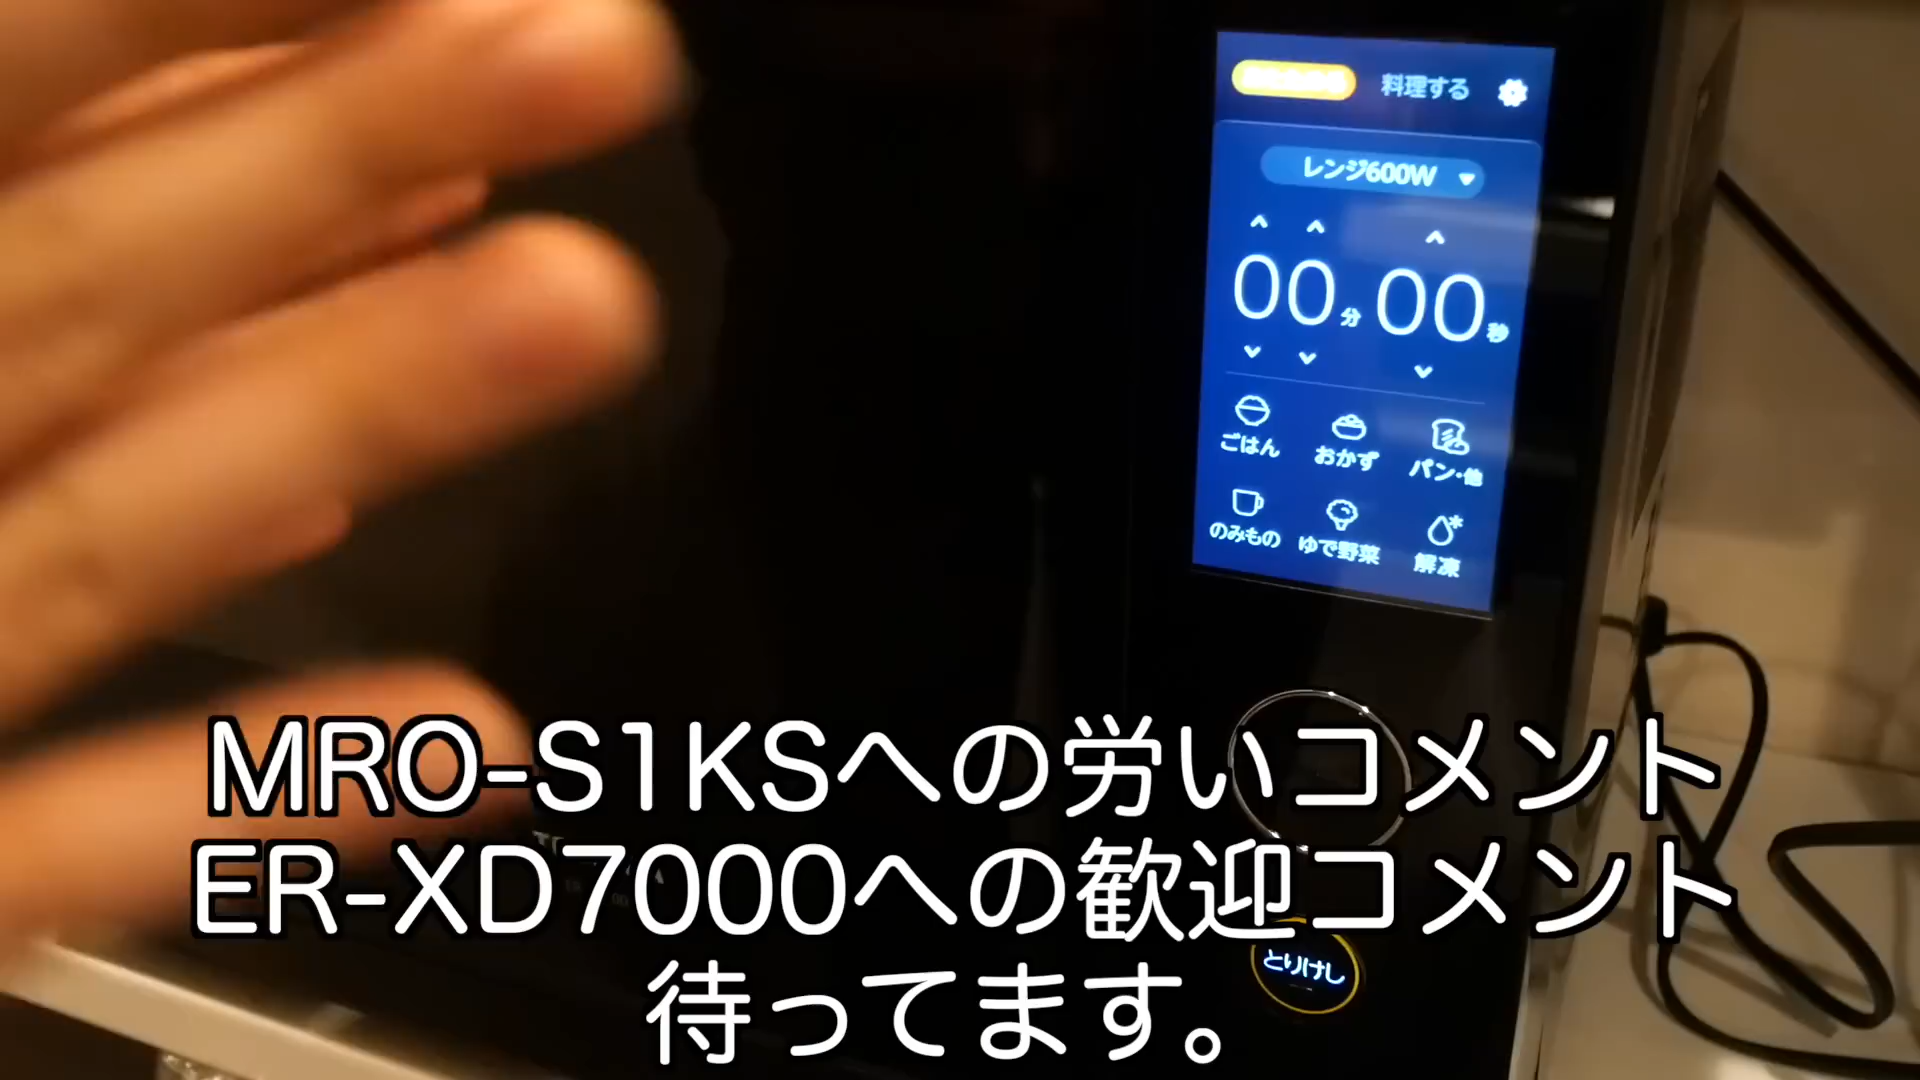 料理する
レンジ600W
00分00秒
ごはん おかず パン・他
のみもの ゆで野菜 解凍
MRO-S1KSへの労いコメント
ER-XD7000への歓迎コメント
とりけし
待ってます。